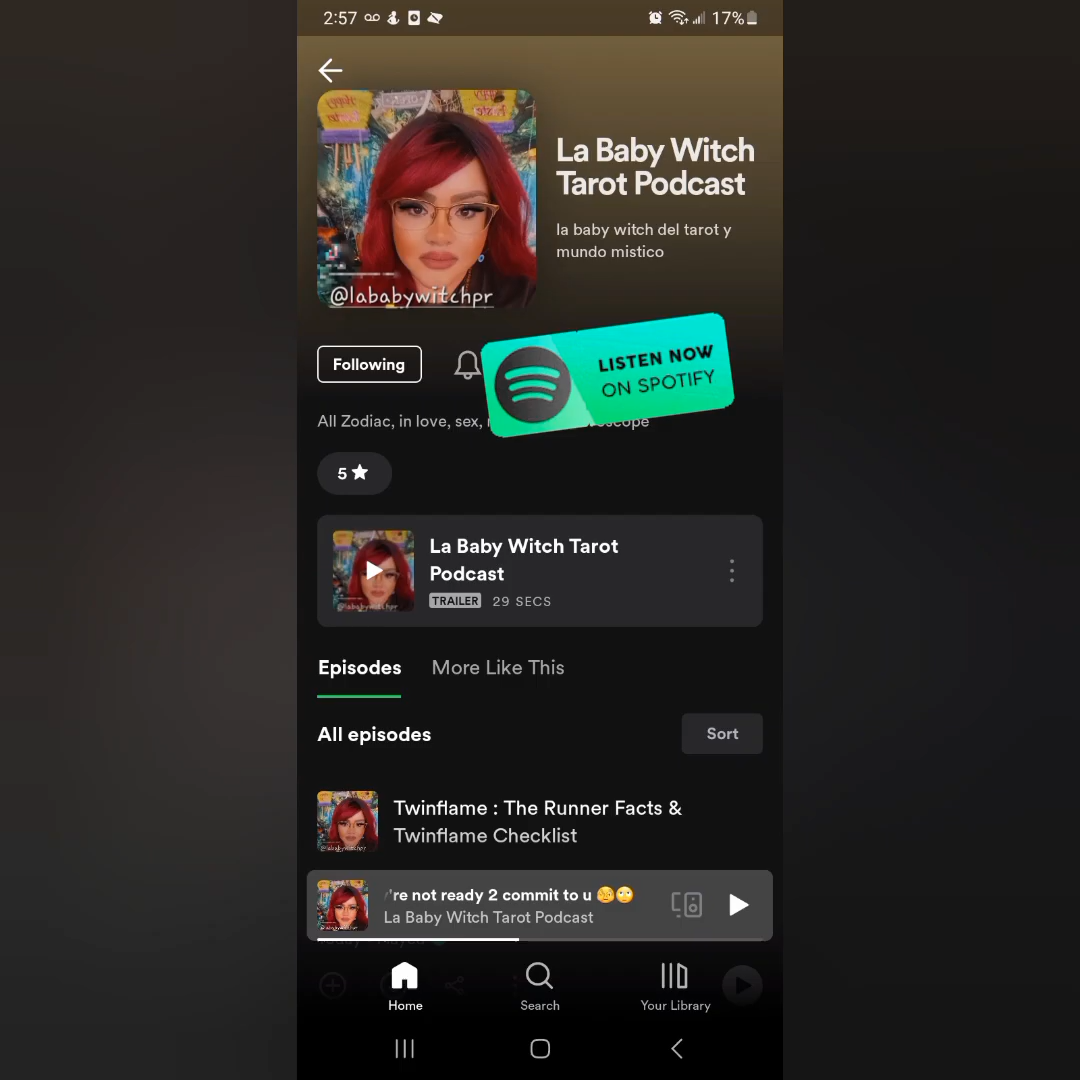 2:57
17%
La Baby Witch
Tarot Podcast
la baby witch del tarot y
mundo mistico
@lababywitchpr
Following
LISTEN NOW
ON SPOTIFY
All Zodiac, in love, sex,
5
La Baby Witch Tarot
Podcast
TRAILER 29 SECS
Episodes More Like This
All episodes
Sort
Twinflame : The Runner Facts &
Twinflame Checklist
're not ready 2 commit to u 🥴🙄
La Baby Witch Tarot Podcast
Home Search Your Library